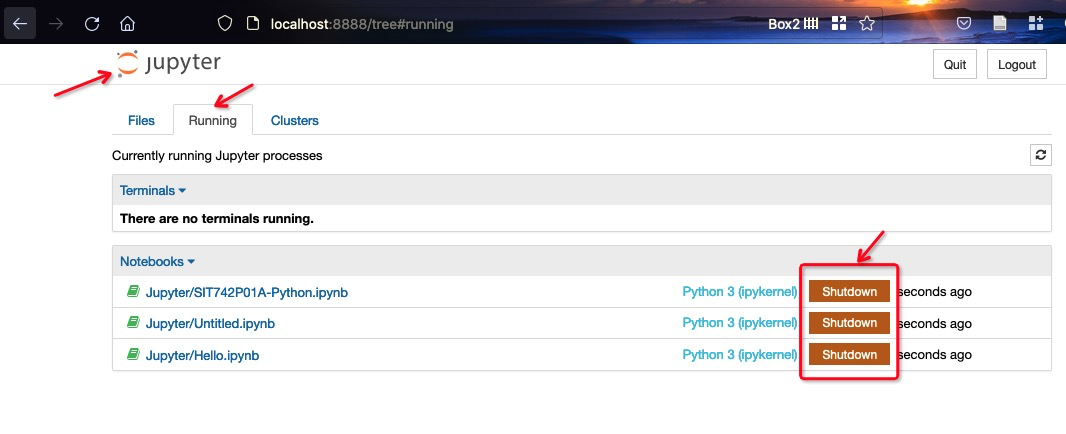 localhost:8888/tree#running
Box2
jupyter
Quit
Logout
Files
Running
Clusters
Currently running Jupyter processes
Terminals
There are no terminals running.
Notebooks
Jupyter/SIT742P01A-Python.ipynb Python 3 (ipykernel) Shutdown seconds ago
Jupyter/Untitled.ipynb Python 3 (ipykernel) Shutdown seconds ago
Jupyter/Hello.ipynb Python 3 (ipykernel) Shutdown seconds ago